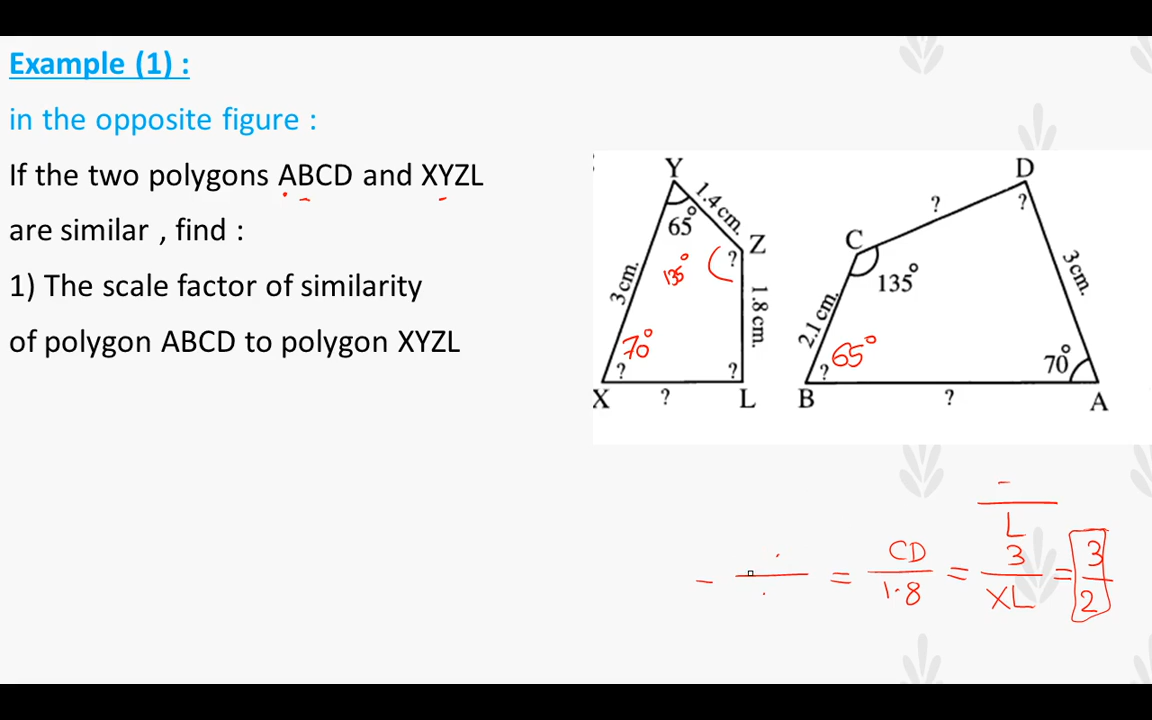 Example (1) :
in the opposite figure :
If the two polygons ABCD and XYZL
are similar , find :
1) The scale factor of similarity
of polygon ABCD to polygon XYZL
Y
65°
1.4 cm.
Z
?
135°
3 cm.
1.8 cm.
70°
?
?
X
?
L
D
?
?
C
135°
3 cm.
2.1 cm.
65°
?
70°
B
?
A
L
CD / 1.8 = 3 / XL = 3 / 2